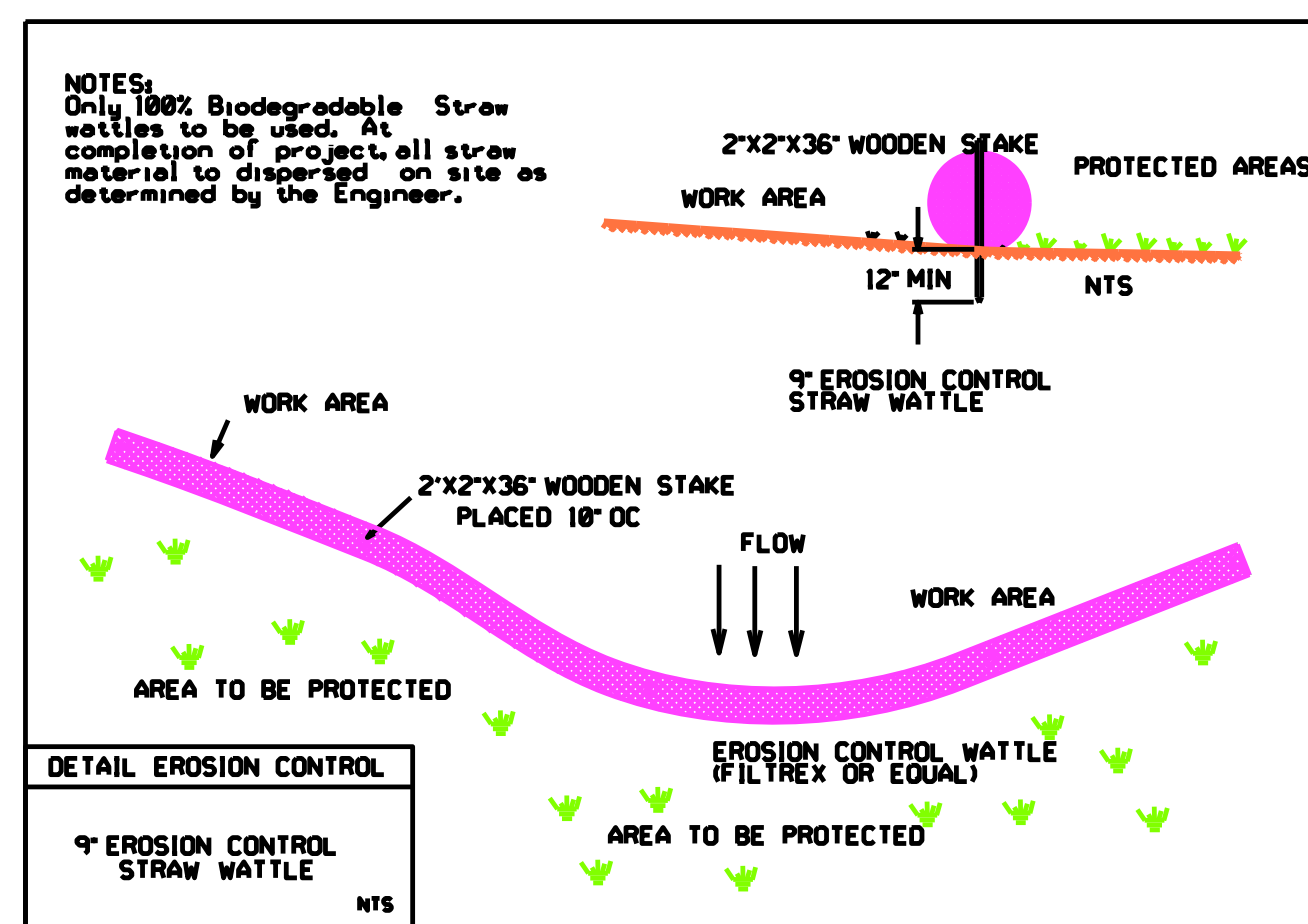 NOTES:
Only 100% Biodegradable Straw
wattles to be used. At
completion of project, all straw
material to dispersed on site as
determined by the Engineer.
2"X2"X36" WOODEN STAKE
PROTECTED AREAS
WORK AREA
12" MIN
NTS
9" EROSION CONTROL
STRAW WATTLE
WORK AREA
2'X2"X36" WOODEN STAKE
PLACED 10" OC
FLOW
WORK AREA
AREA TO BE PROTECTED
EROSION CONTROL WATTLE
(FILTREX OR EQUAL)
AREA TO BE PROTECTED
DETAIL EROSION CONTROL
9" EROSION CONTROL
STRAW WATTLE
NTS